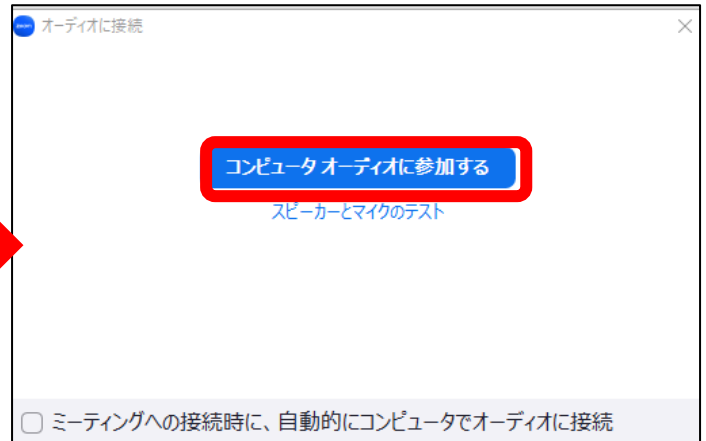 オーディオに接続
コンピュータ オーディオに参加する
スピーカーとマイクのテスト
ミーティングへの接続時に、自動的にコンピュータでオーディオに接続